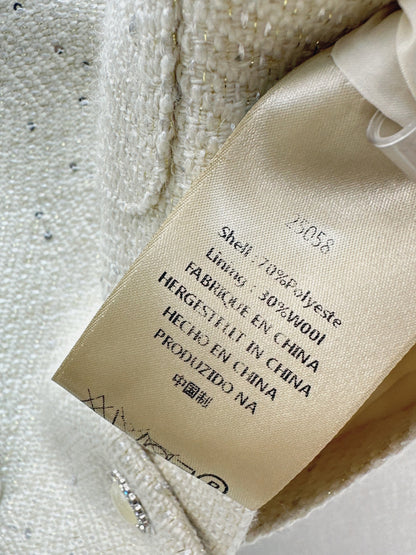 25058
Shell : 70%Polyeste
Lining : 30%Wool
FABRIQUE EN CHINA
HERGESTELLT IN CHINA
HECHO EN CHINA
PRODUZIDO NA
中国制
P